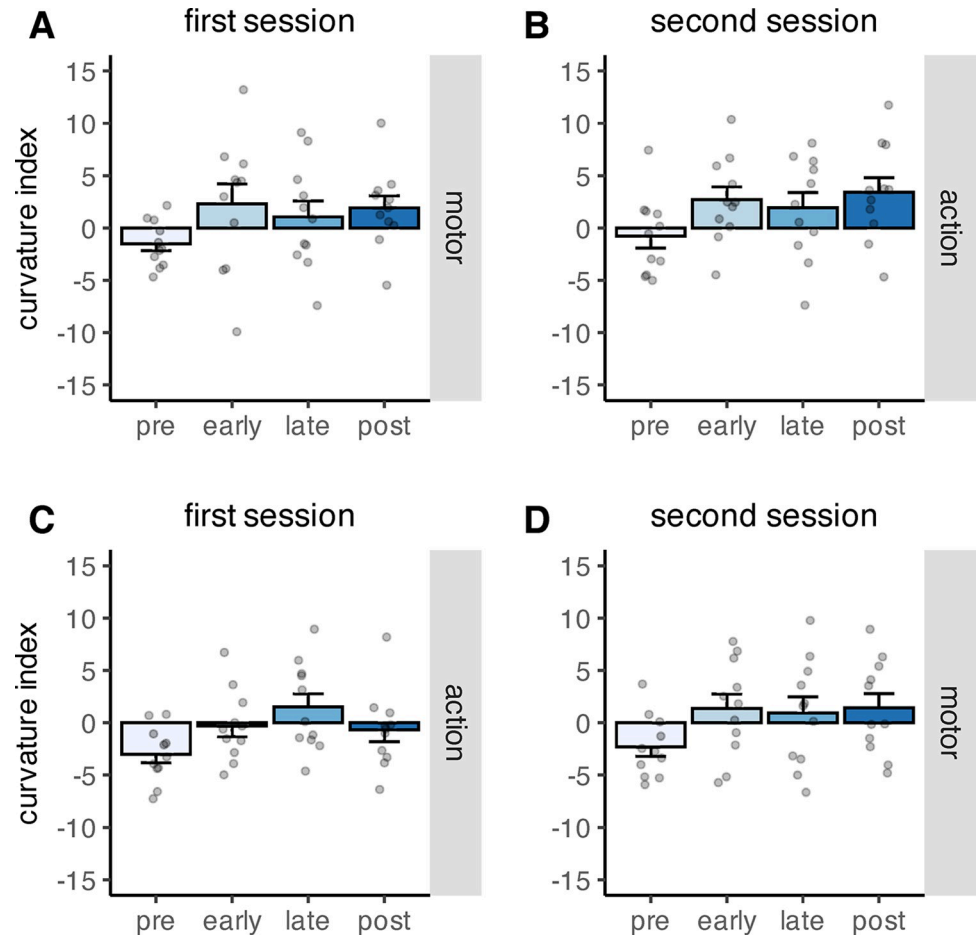 A first session
B second session
curvature index
15
10
5
0
-5
-10
-15
pre early late post
motor
15
10
5
0
-5
-10
-15
pre early late post
action
C first session
D second session
curvature index
15
10
5
0
-5
-10
-15
pre early late post
action
15
10
5
0
-5
-10
-15
pre early late post
motor